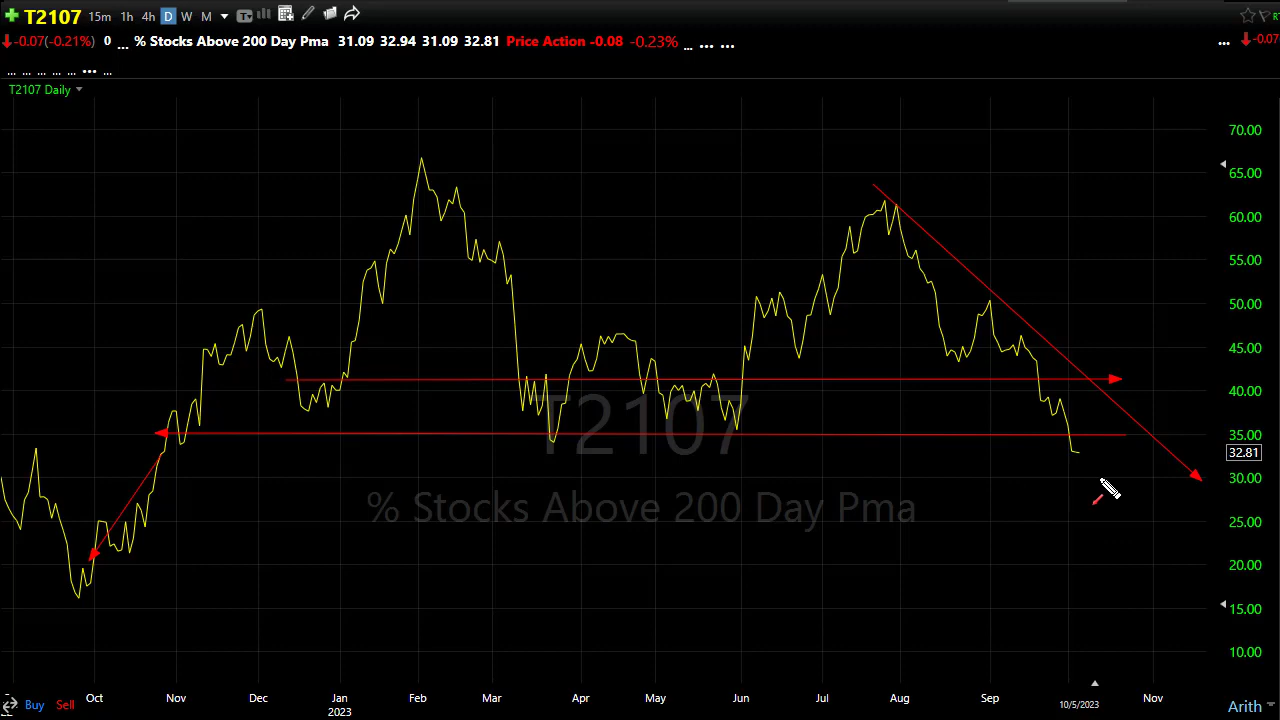 T2107 15m 1h 4h D W M
-0.07(-0.21%) 0 ... % Stocks Above 200 Day Pma 31.09 32.94 31.09 32.81 Price Action -0.08 -0.23% ... ... ... ... -0.07
... ... ... ... ... ... ...
T2107 Daily
70.00
65.00
60.00
55.00
50.00
45.00
40.00
35.00
32.81
30.00
25.00
20.00
15.00
10.00
T2107
% Stocks Above 200 Day Pma
Oct Nov Dec Jan Feb Mar Apr May Jun Jul Aug Sep 10/5/2023 Nov
2023
Buy Sell Arith